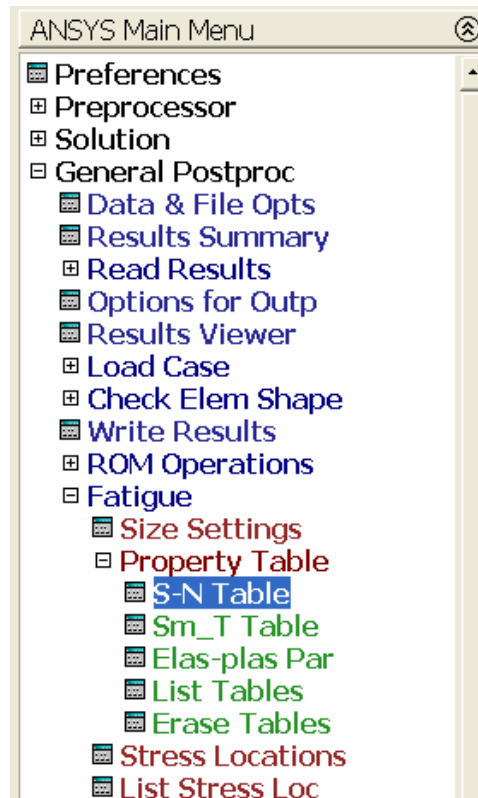 ANSYS Main Menu
Preferences
Preprocessor
Solution
General Postproc
Data & File Opts
Results Summary
Read Results
Options for Outp
Results Viewer
Load Case
Check Elem Shape
Write Results
ROM Operations
Fatigue
Size Settings
Property Table
S-N Table
Sm_T Table
Elas-plas Par
List Tables
Erase Tables
Stress Locations
List Stress Loc